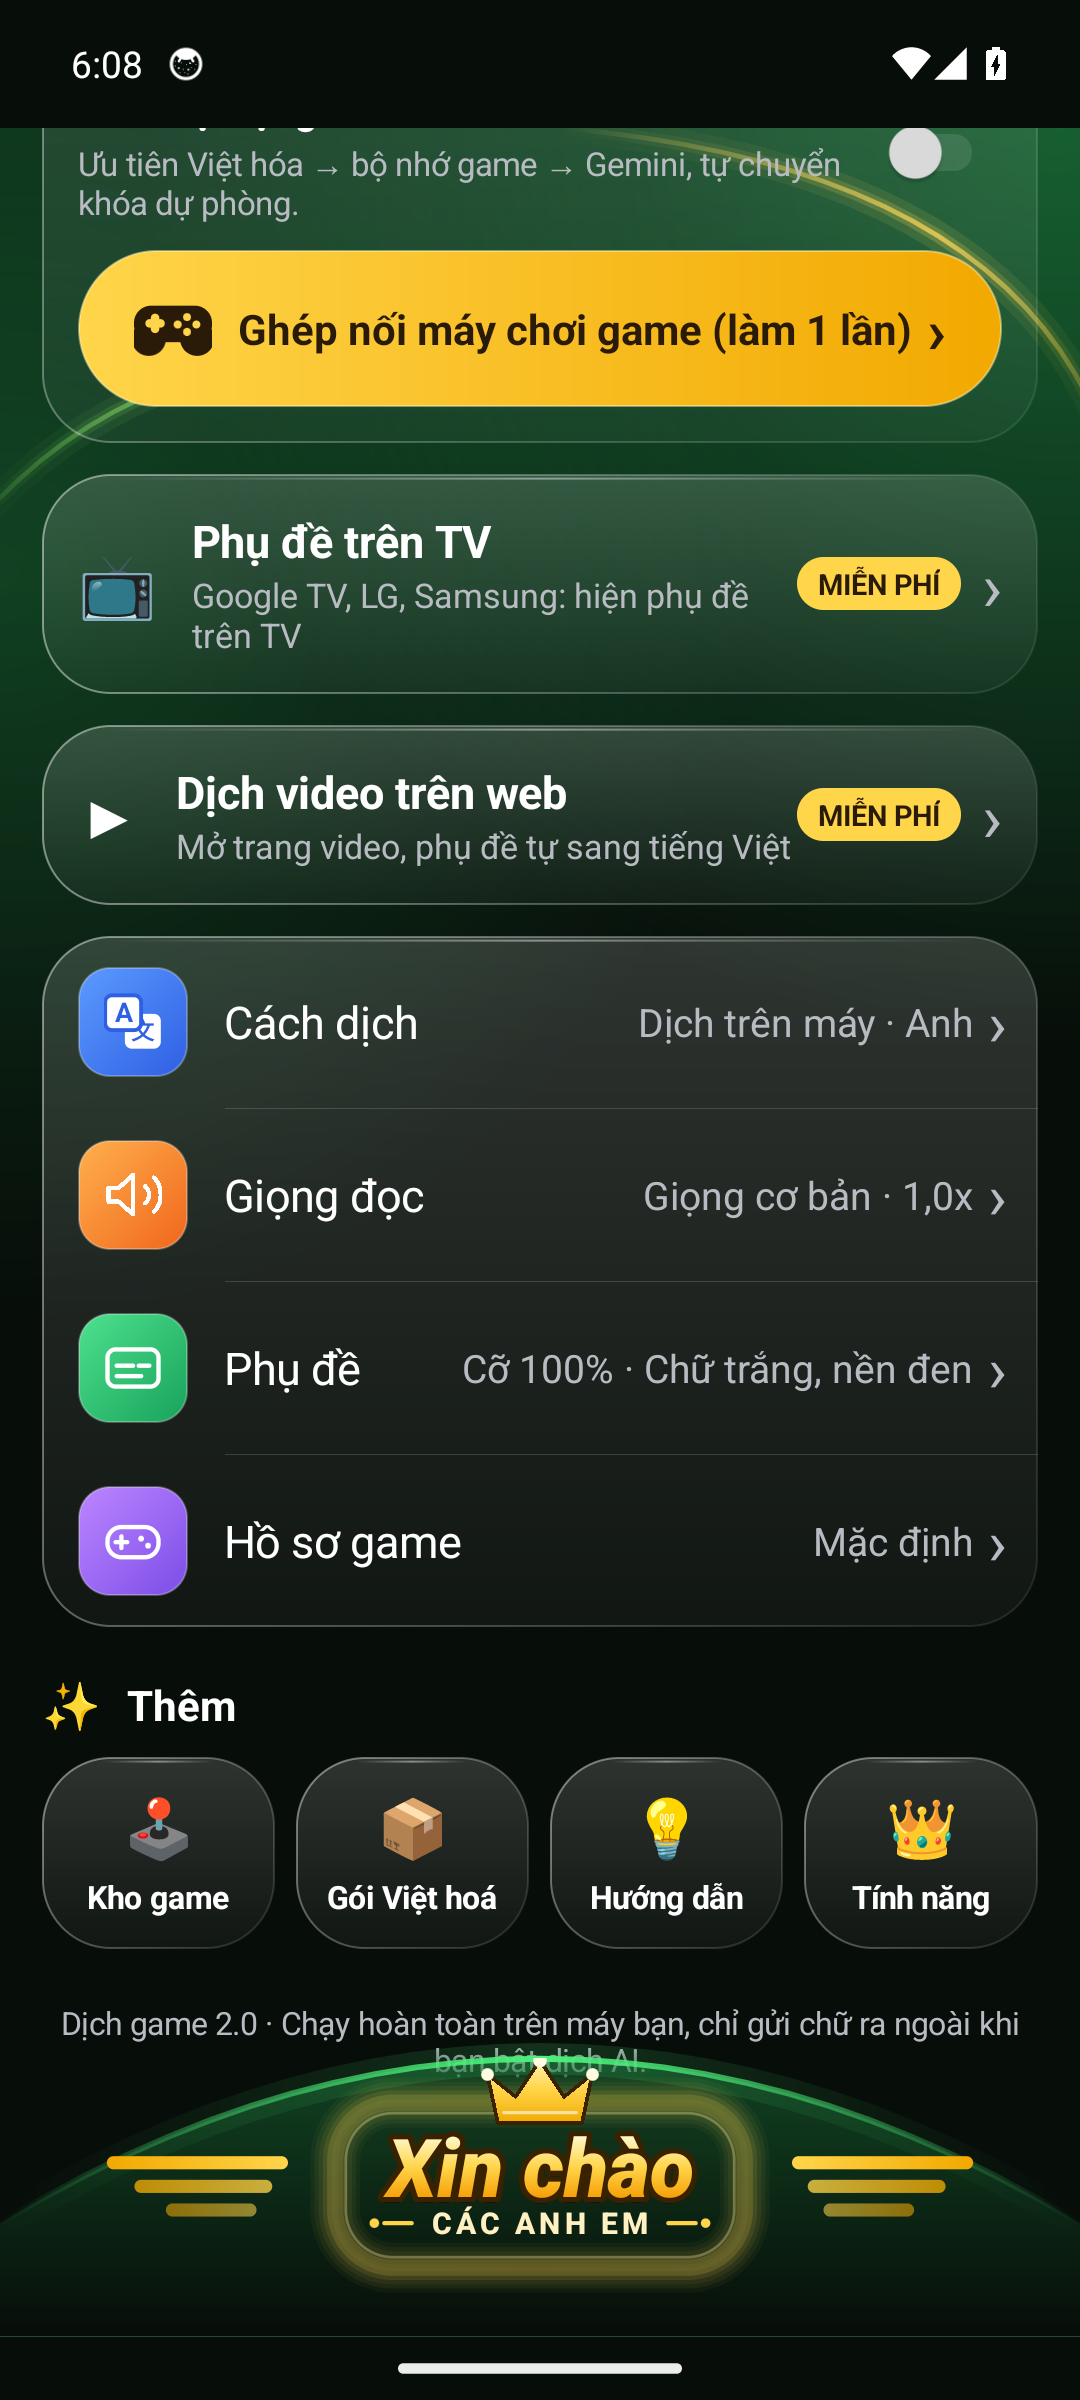 6:08
Ưu tiên Việt hóa → bộ nhớ game → Gemini, tự chuyển
khóa dự phòng.
Ghép nối máy chơi game (làm 1 lần) ›
Phụ đề trên TV
Google TV, LG, Samsung: hiện phụ đề
trên TV
MIỄN PHÍ ›
Dịch video trên web
Mở trang video, phụ đề tự sang tiếng Việt
MIỄN PHÍ ›
Cách dịch
Dịch trên máy · Anh ›
Giọng đọc
Giọng cơ bản · 1,0x ›
Phụ đề
Cỡ 100% · Chữ trắng, nền đen ›
Hồ sơ game
Mặc định ›
Thêm
Kho game
Gói Việt hoá
Hướng dẫn
Tính năng
Dịch game 2.0 · Chạy hoàn toàn trên máy bạn, chỉ gửi chữ ra ngoài khi
bạn bật dịch AI.
Xin chào
CÁC ANH EM